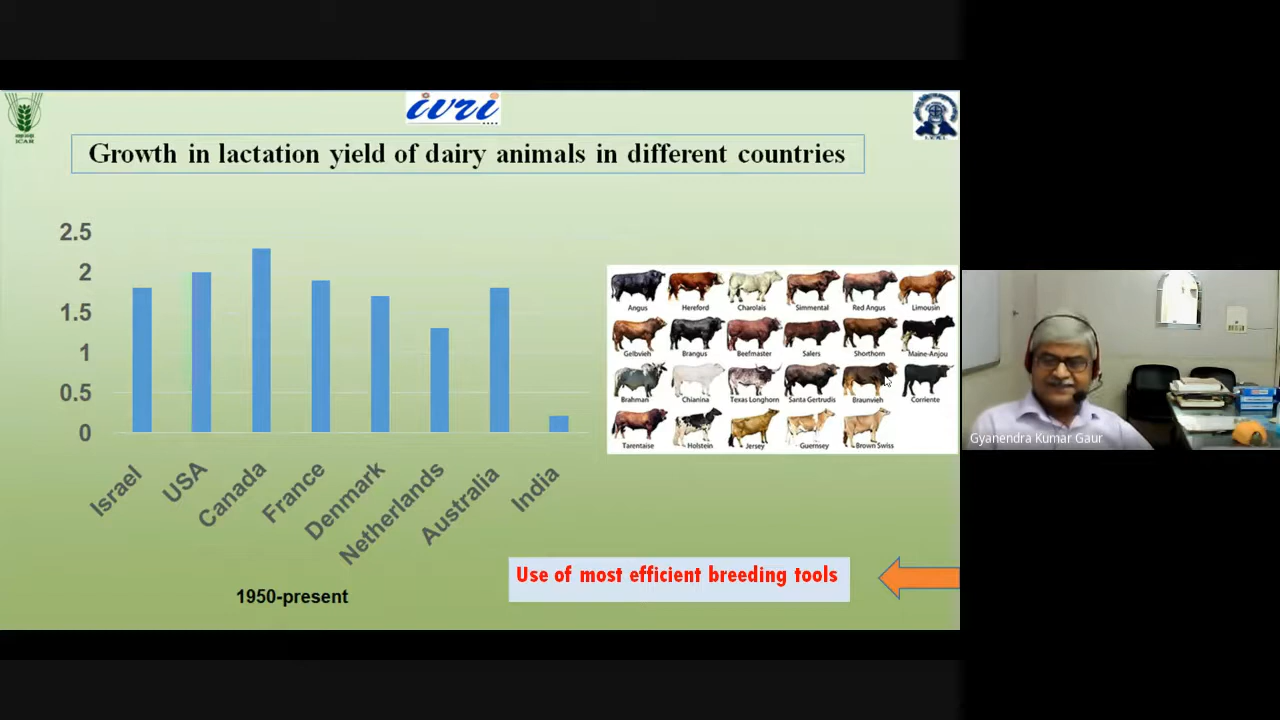 ivri
ICAR
I.V.R.I.
Growth in lactation yield of dairy animals in different countries
2.5
2
1.5
1
0.5
0
Israel
USA
Canada
France
Denmark
Netherlands
Australia
India
1950-present
Angus Hereford Charolais Simmental Red Angus Limousin
Gelbvieh Brangus Beefmaster Salers Shorthorn Maine-Anjou
Brahman Chianina Texas Longhorn Santa Gertrudis Braunvieh Corriente
Tarentaise Holstein Jersey Guernsey Brown Swiss
Use of most efficient breeding tools
Gyanendra Kumar Gaur